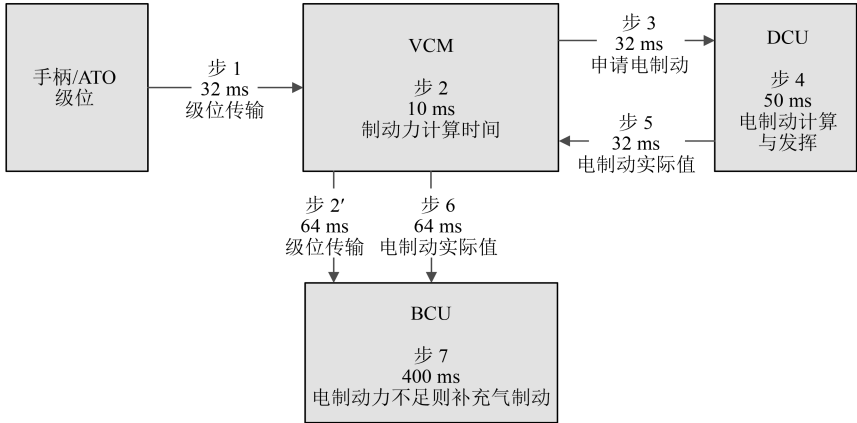 手柄/ATO
级位
步 1
32 ms
级位传输
VCM
步 2
10 ms
制动力计算时间
步 3
32 ms
申请电制动
DCU
步 4
50 ms
电制动计算
与发挥
步 5
32 ms
电制动实际值
步 2′
64 ms
级位传输
步 6
64 ms
电制动实际值
BCU
步 7
400 ms
电制动力不足则补充气制动